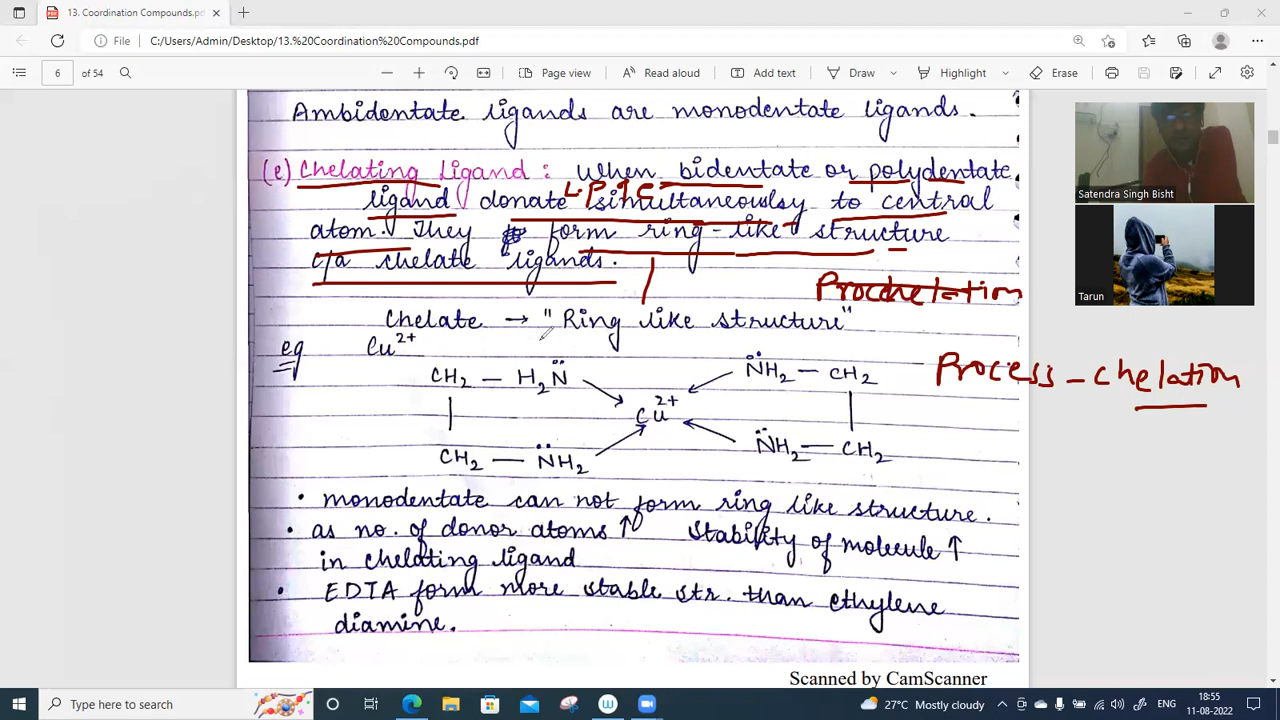 13. Coordination Compounds.pdf
File C:/Users/Admin/Desktop/13.%20Coordination%20Compounds.pdf
6 of 54 Page view Read aloud Add text Draw Highlight Erase
Ambidentate ligands are monodentate ligands.
(e) Chelating Ligand : when bidentate or polydentate
L.P. of e
ligand donate simultaneoulsy to central
atom. They form ring-like structure
c/a chelate ligands.
Prochelation
Chelate → "Ring like structure"
eg Cu2+
Process - chelation
CH2 — H2N̈ N̈H2 — CH2
Cu2+
CH2 — N̈H2 N̈H2 — CH2
• monodentate can not form ring like structure.
• as no. of donor atoms ↑ Stability of molecule ↑
in chelating ligand
• EDTA form more stable str. than ethylene
diamine.
Scanned by CamScanner
Satendra Singh Bisht
Tarun
Type here to search
27°C Mostly cloudy ENG 18:55
11-08-2022